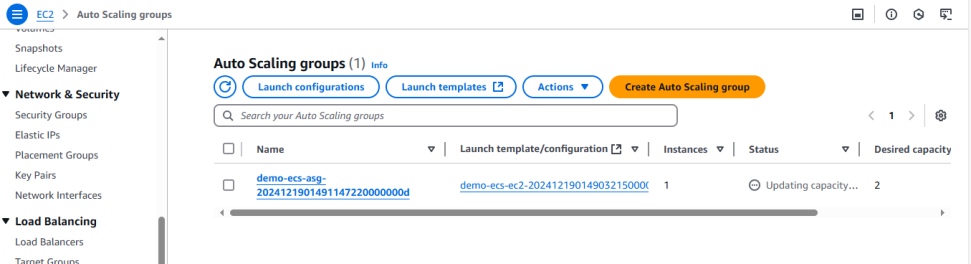 EC2 > Auto Scaling groups
Volumes
Snapshots
Lifecycle Manager
Network & Security
Security Groups
Elastic IPs
Placement Groups
Key Pairs
Network Interfaces
Load Balancing
Load Balancers
Target Groups
Auto Scaling groups (1) Info
Launch configurations
Launch templates
Actions
Create Auto Scaling group
Search your Auto Scaling groups
1
Name
Launch template/configuration
Instances
Status
Desired capacity
demo-ecs-asg-
20241219014911472200000000d
demo-ecs-ec2-20241219014903215000
1
Updating capacity...
2